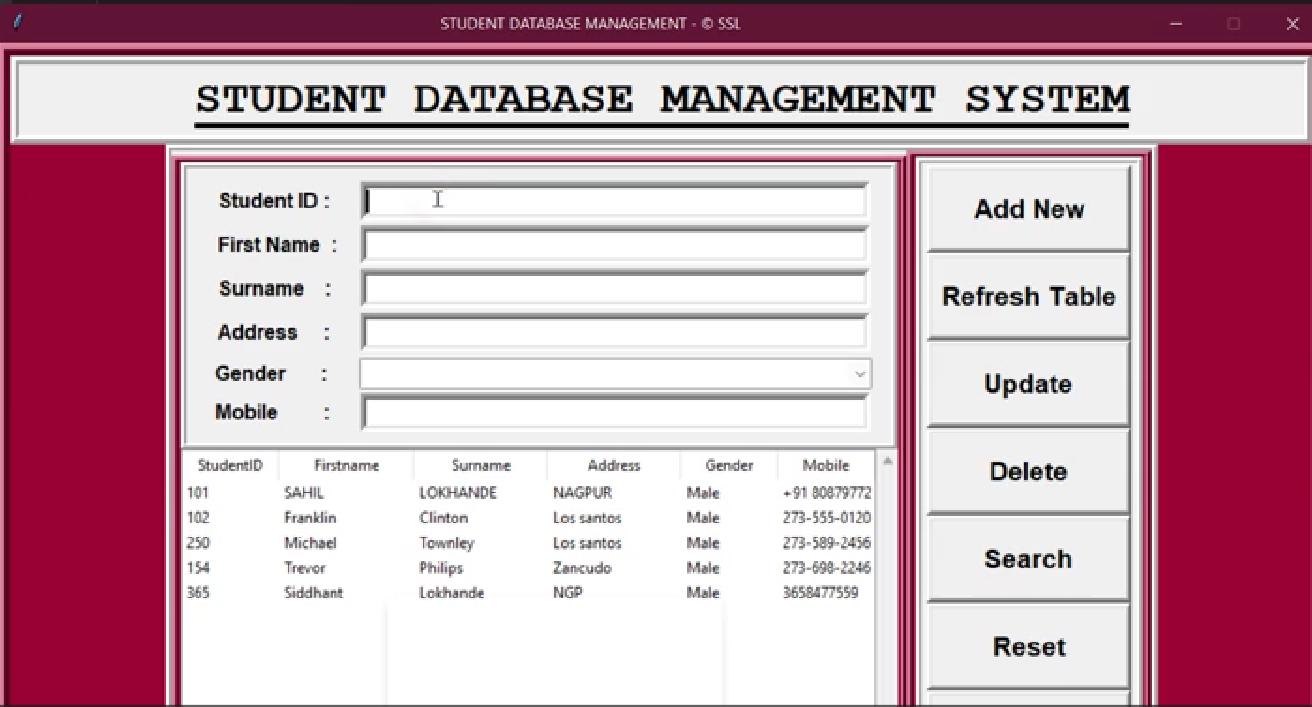 STUDENT DATABASE MANAGEMENT - © SSL
STUDENT DATABASE MANAGEMENT SYSTEM
Student ID :
First Name :
Surname :
Address :
Gender :
Mobile :
Add New
Refresh Table
Update
Delete
Search
Reset
StudentID Firstname Surname Address Gender Mobile
101 SAHIL LOKHANDE NAGPUR Male +91 80879772
102 Franklin Clinton Los santos Male 273-555-0120
250 Michael Townley Los santos Male 273-589-2456
154 Trevor Philips Zancudo Male 273-698-2246
365 Siddhant Lokhande NGP Male 3658477559